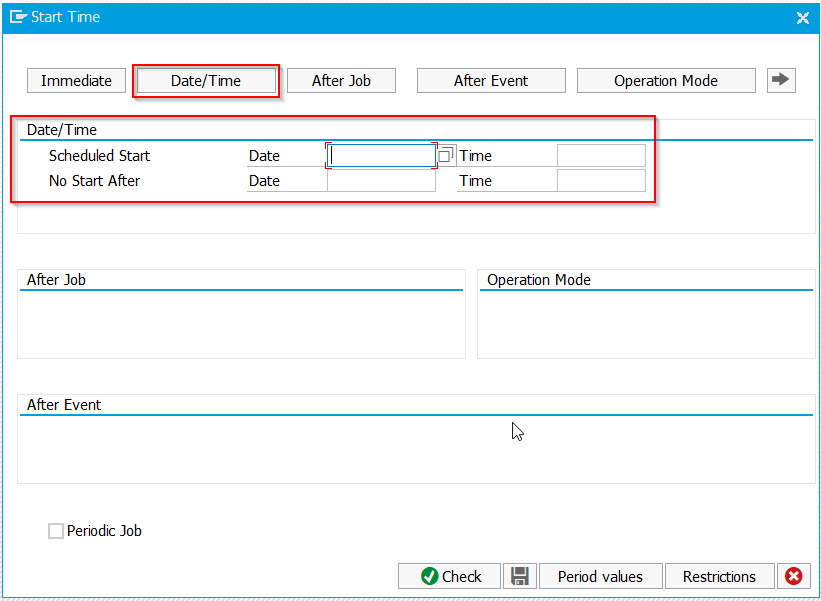 Start Time
Immediate Date/Time After Job After Event Operation Mode
Date/Time
Scheduled Start Date Time
No Start After Date Time
After Job Operation Mode
After Event
Periodic Job
Check Period values Restrictions